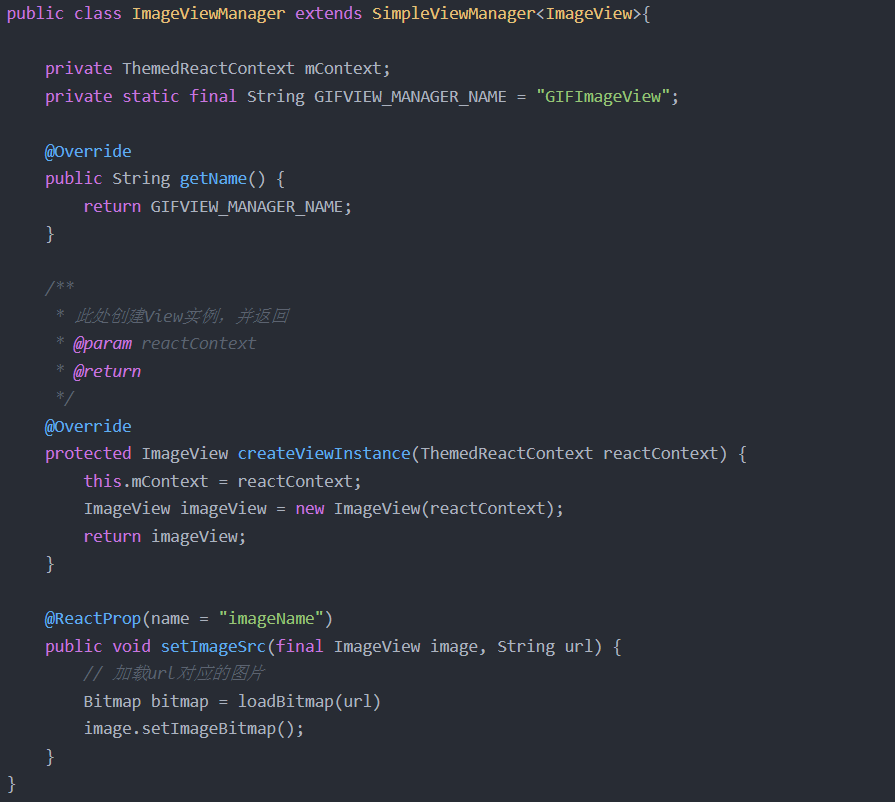 public class ImageViewManager extends SimpleViewManager<ImageView>{
private ThemedReactContext mContext;
private static final String GIFVIEW_MANAGER_NAME = "GIFImageView";
@Override
public String getName() {
return GIFVIEW_MANAGER_NAME;
}
/**
* 此处创建View实例，并返回
* @param reactContext
* @return
*/
@Override
protected ImageView createViewInstance(ThemedReactContext reactContext) {
this.mContext = reactContext;
ImageView imageView = new ImageView(reactContext);
return imageView;
}
@ReactProp(name = "imageName")
public void setImageSrc(final ImageView image, String url) {
// 加载url对应的图片
Bitmap bitmap = loadBitmap(url)
image.setImageBitmap();
}
}